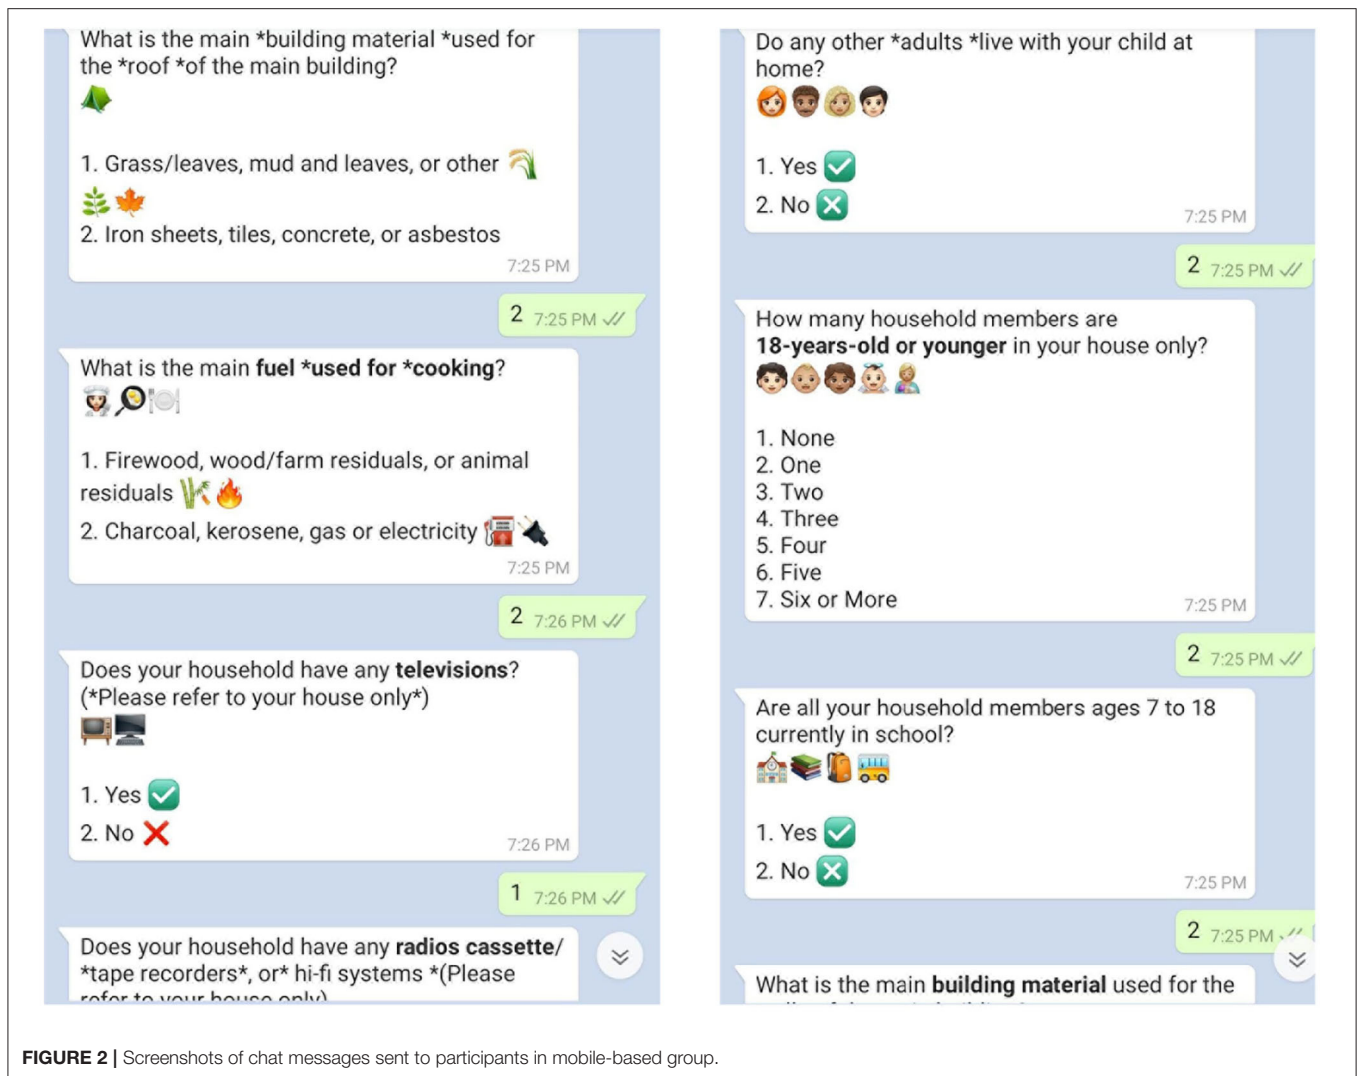 What is the main *building material *used for
the *roof *of the main building?
1. Grass/leaves, mud and leaves, or other
2. Iron sheets, tiles, concrete, or asbestos
7:25 PM
2 7:25 PM
What is the main fuel *used for *cooking?
1. Firewood, wood/farm residuals, or animal
residuals
2. Charcoal, kerosene, gas or electricity
7:25 PM
2 7:26 PM
Does your household have any televisions?
(*Please refer to your house only*)
1. Yes
2. No
7:26 PM
1 7:26 PM
Does your household have any radios cassette/
*tape recorders*, or* hi-fi systems *(Please
refer to your house only)
Do any other *adults *live with your child at
home?
1. Yes
2. No
7:25 PM
2 7:25 PM
How many household members are
18-years-old or younger in your house only?
1. None
2. One
3. Two
4. Three
5. Four
6. Five
7. Six or More
7:25 PM
2 7:25 PM
Are all your household members ages 7 to 18
currently in school?
1. Yes
2. No
7:25 PM
2 7:25 PM
What is the main building material used for the
FIGURE 2 | Screenshots of chat messages sent to participants in mobile-based group.